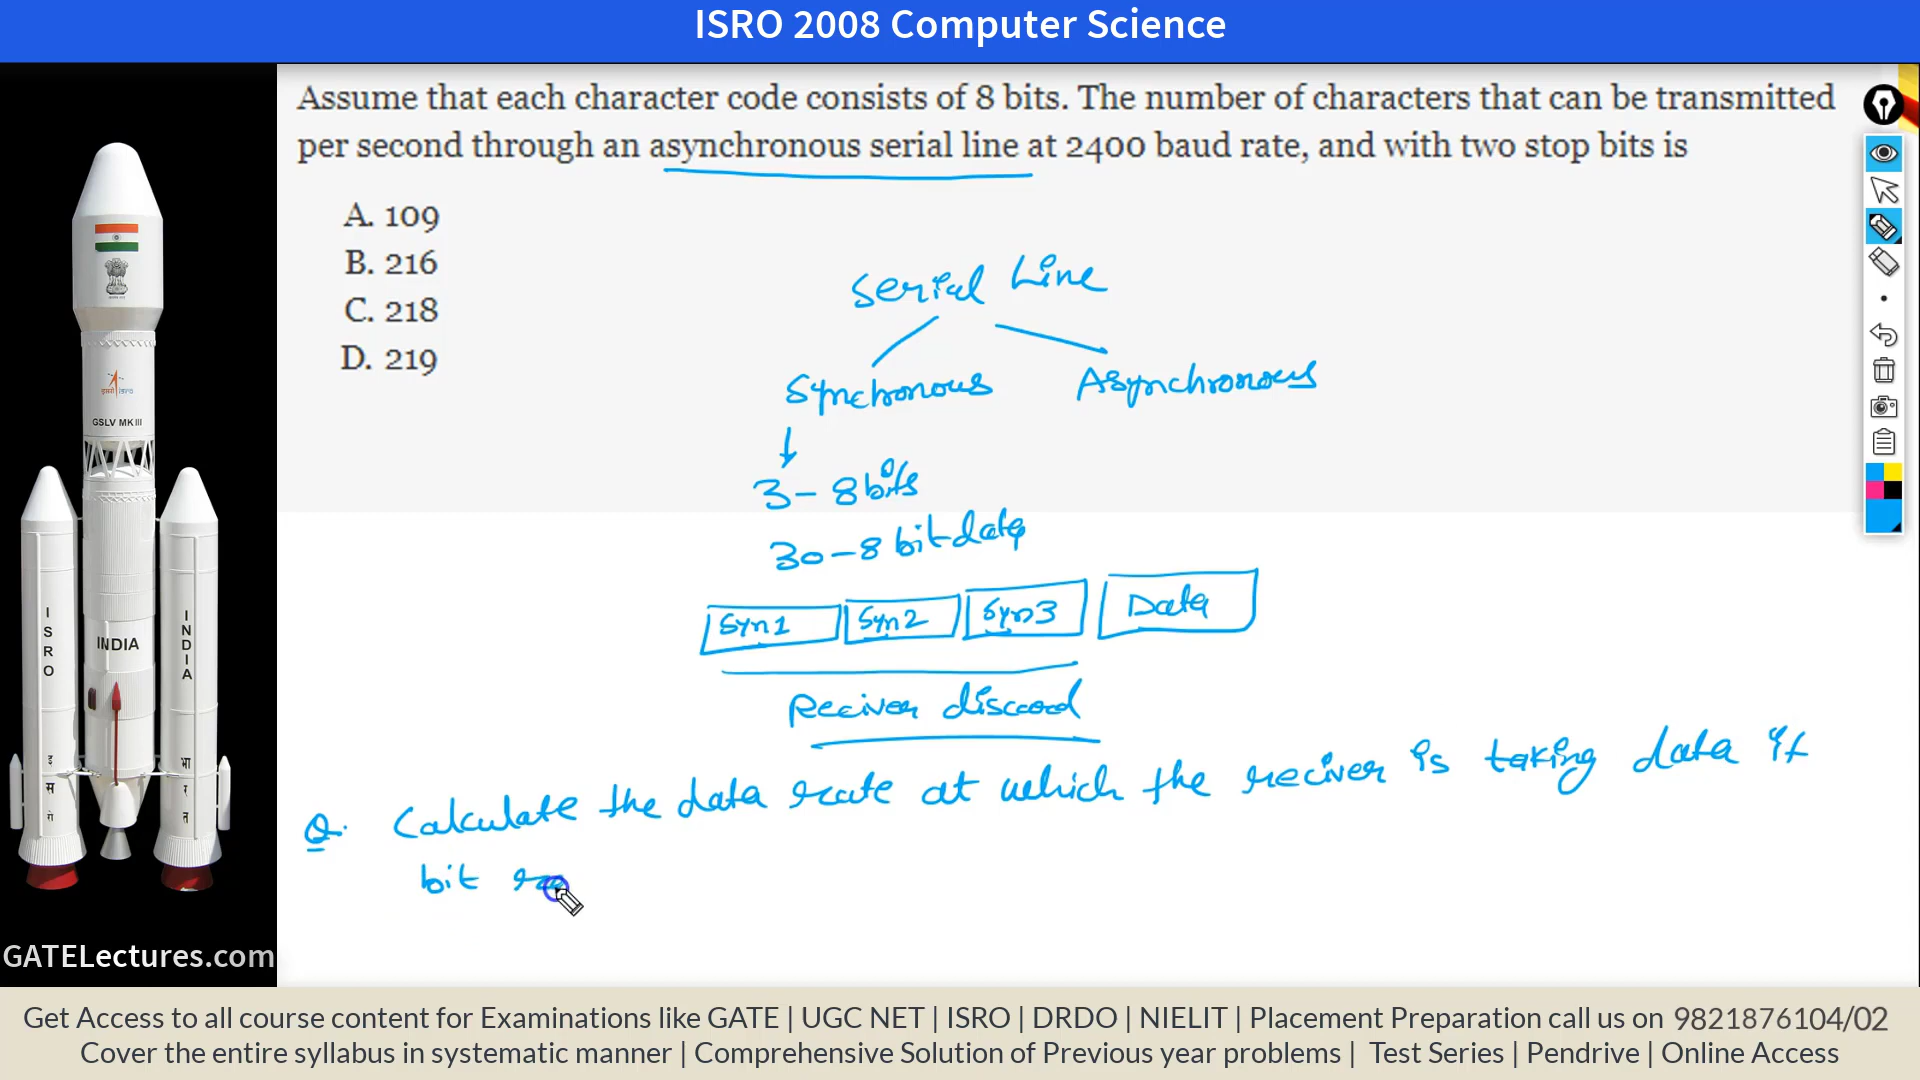 ISRO 2008 Computer Science
Assume that each character code consists of 8 bits. The number of characters that can be transmitted
per second through an asynchronous serial line at 2400 baud rate, and with two stop bits is
A. 109
B. 216
C. 218
D. 219
Serial Line
Synchronous Asynchronous
3 - 8 bits
30 - 8 bit data
Syn1 Syn2 Syn3 Data
Reciver discard
Q. Calculate the data rate at which the reciver is taking data if
bit
GSLV MK III
INDIA
ISRO
INDIA
इसरो isro
इसरो
भारत
GATELectures.com
Get Access to all course content for Examinations like GATE | UGC NET | ISRO | DRDO | NIELIT | Placement Preparation call us on 9821876104/02
Cover the entire syllabus in systematic manner | Comprehensive Solution of Previous year problems | Test Series | Pendrive | Online Access